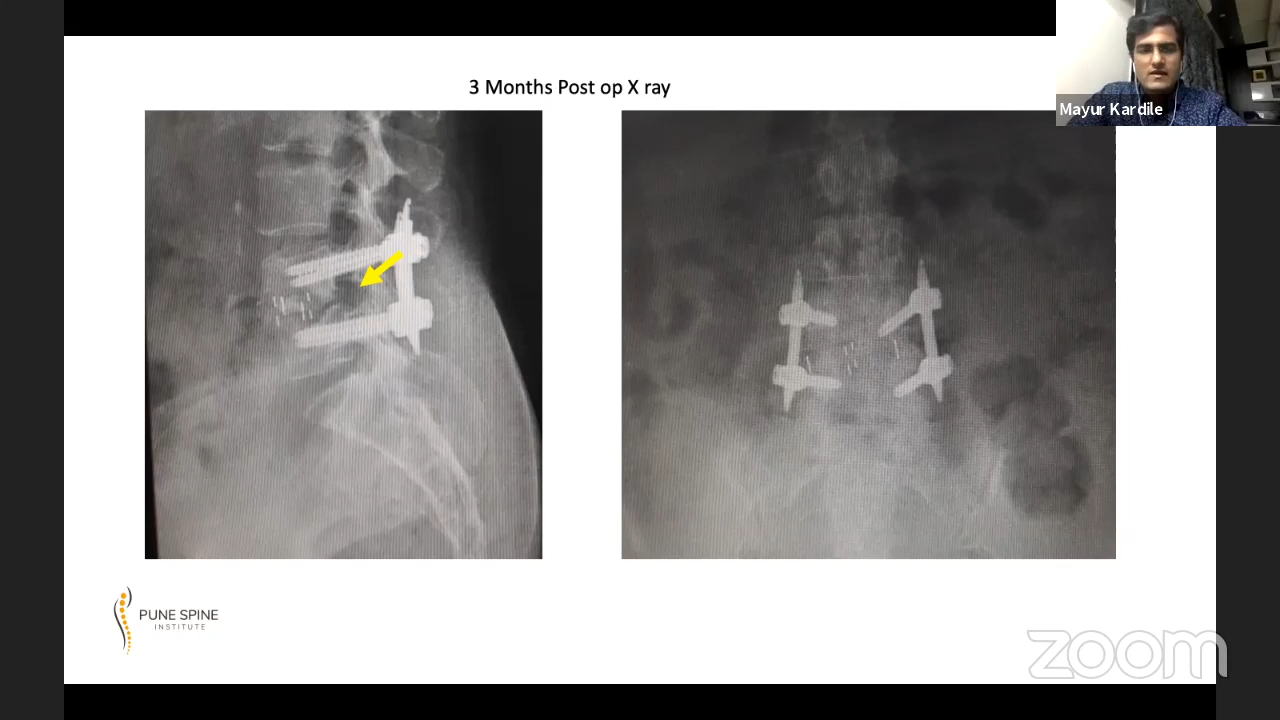 3 Months Post op X ray
Mayur Kardile
PUNE SPINE
INSTITUTE
zoom